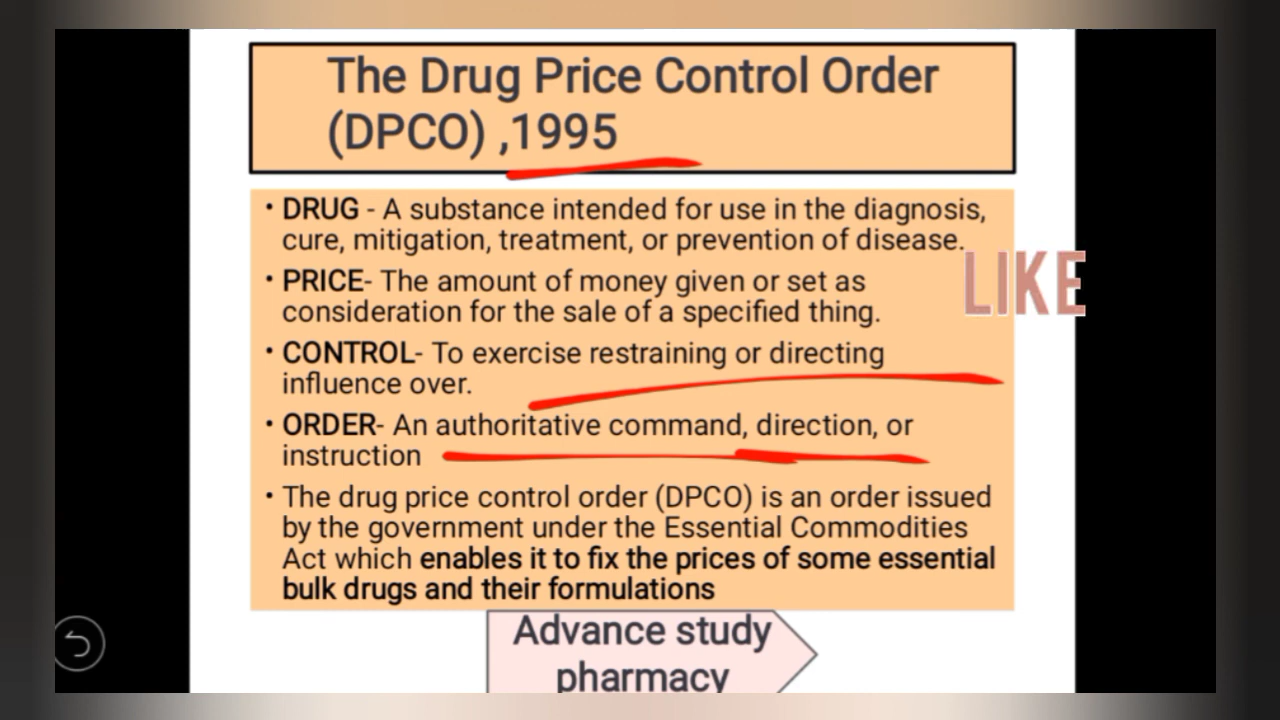 The Drug Price Control Order
(DPCO) ,1995
• DRUG - A substance intended for use in the diagnosis,
cure, mitigation, treatment, or prevention of disease.
LIKE
• PRICE- The amount of money given or set as
consideration for the sale of a specified thing.
• CONTROL- To exercise restraining or directing
influence over.
• ORDER- An authoritative command, direction, or
instruction
• The drug price control order (DPCO) is an order issued
by the government under the Essential Commodities
Act which enables it to fix the prices of some essential
bulk drugs and their formulations
Advance study
pharmacy